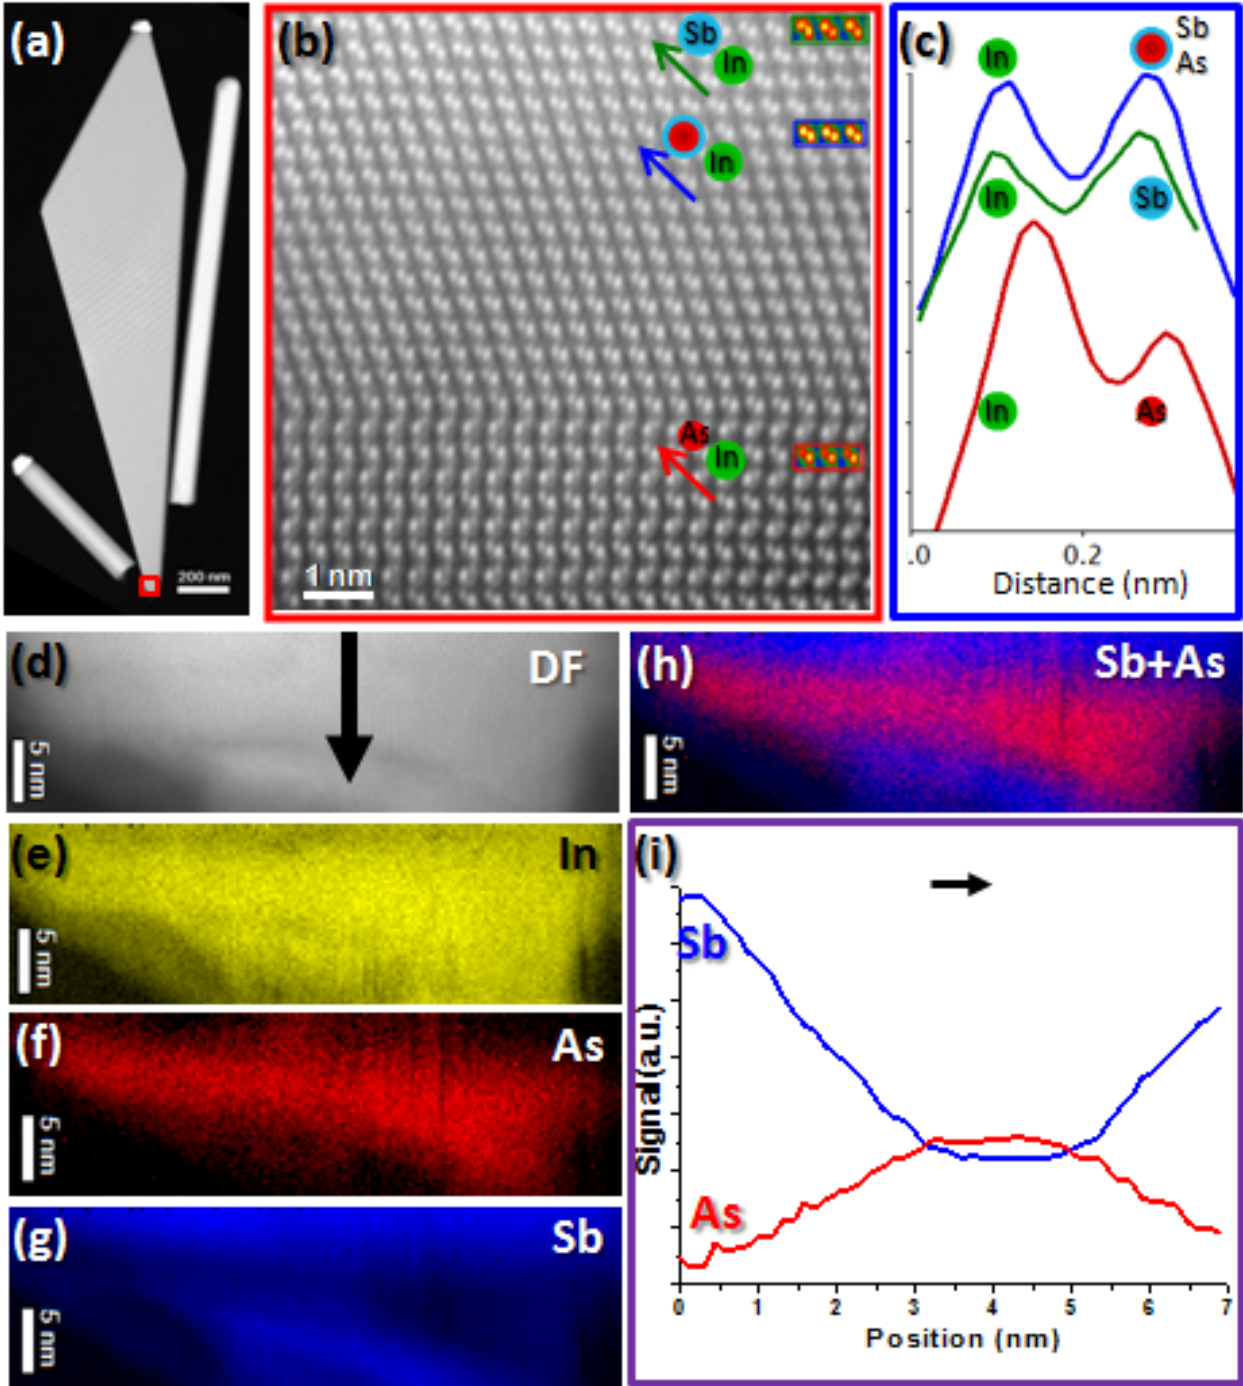 (a)
200 nm
(b)
Sb
In
In
As
In
1 nm
(c)
In
Sb
As
In
Sb
In
As
.0
0.2
Distance (nm)
(d)
DF
5 nm
(h)
Sb+As
5 nm
(e)
In
5 nm
(f)
As
5 nm
(g)
Sb
5 nm
(i)
Sb
As
Signal(a.u.)
0 1 2 3 4 5 6 7
Position (nm)